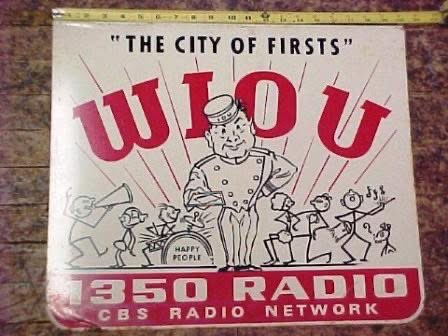 "THE CITY OF FIRSTS"
WIOU
HAPPY
PEOPLE
1350 RADIO
CBS RADIO NETWORK